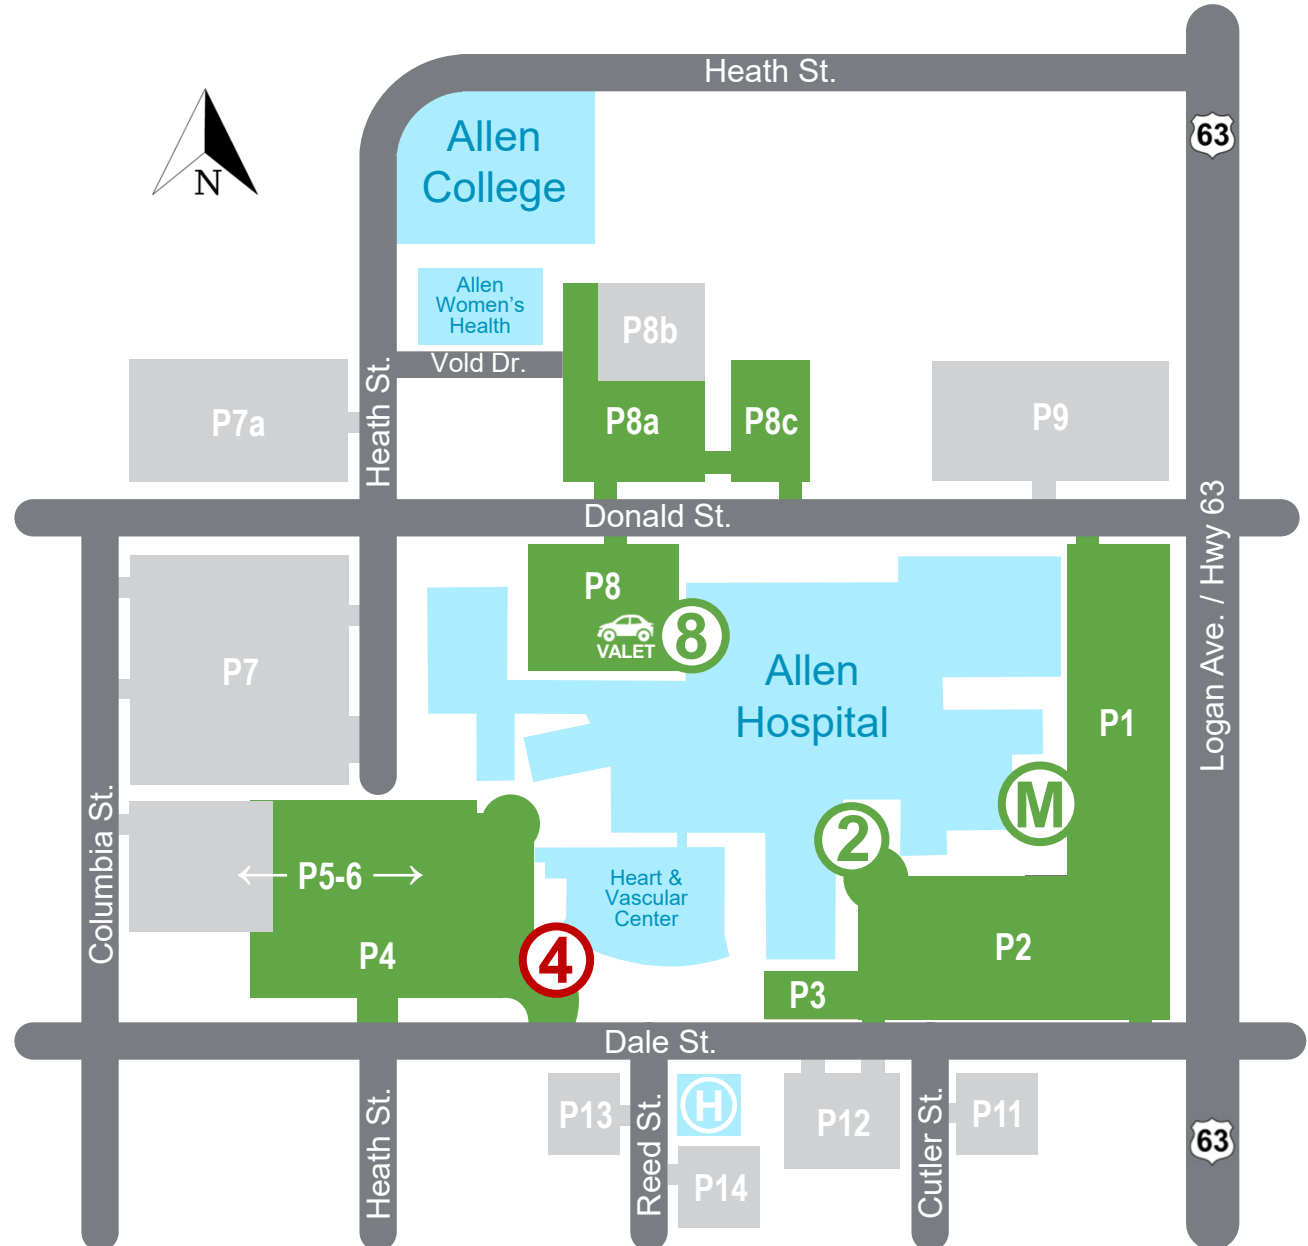 Heath St.
63
Allen
College
N
Allen
Women's
Health
Vold Dr.
P8b
P7a
Heath St.
P8a
P8c
P9
Donald St.
Logan Ave. / Hwy 63
P8
VALET
8
P7
Allen
Hospital
P1
M
2
Columbia St.
P5-6
Heart &
Vascular
Center
P4
4
P2
P3
Dale St.
P13
Reed St.
H
P12
Cutler St.
P11
Heath St.
63
P14